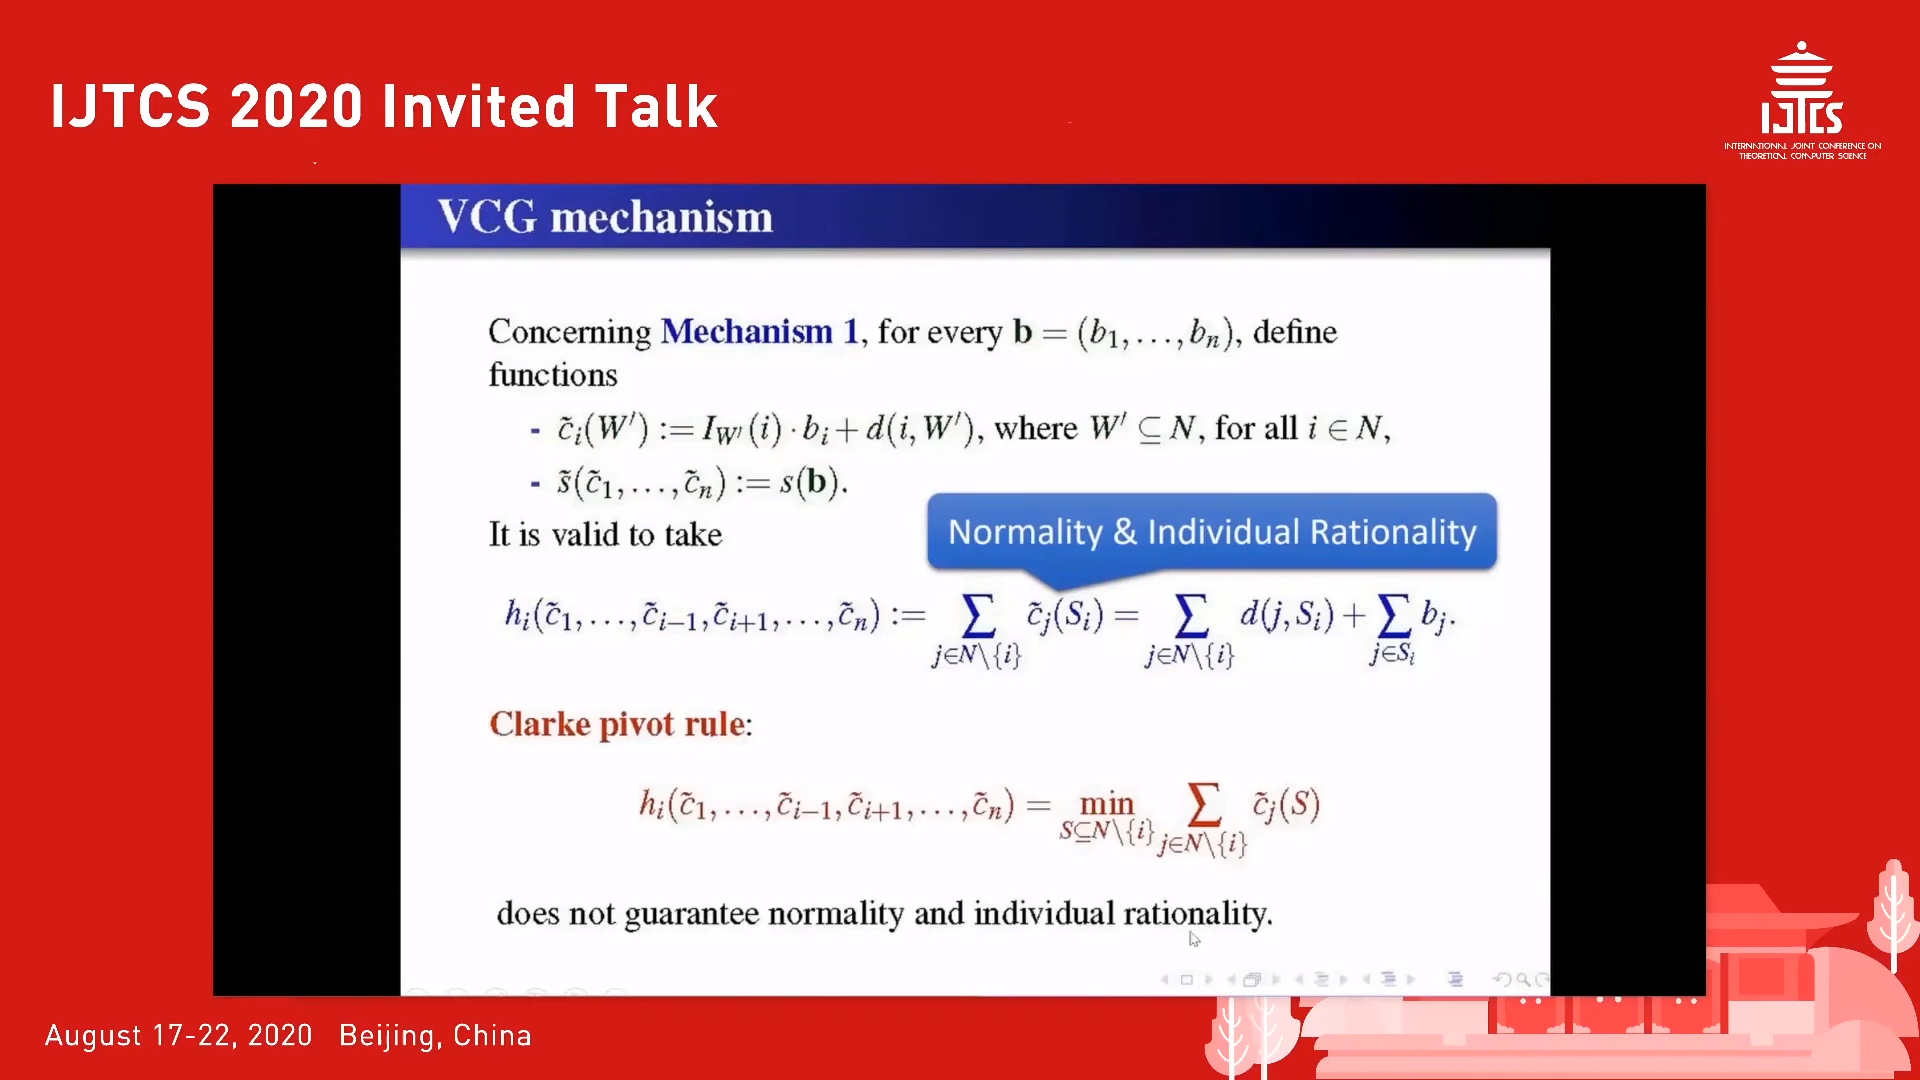 IJTCS 2020 Invited Talk
IJTCS
INTERNATIONAL JOINT CONFERENCE ON
THEORETICAL COMPUTER SCIENCE
VCG mechanism
Concerning Mechanism 1, for every b = (b₁,…,bₙ), define
functions
- c̃ᵢ(W′) := I_{W′}(i) · bᵢ + d(i,W′), where W′ ⊆ N, for all i ∈ N,
- s̃(c̃₁,…,c̃ₙ) := s(b).
It is valid to take
Normality & Individual Rationality
hᵢ(c̃₁,…,c̃ᵢ₋₁,c̃ᵢ₊₁,…,c̃ₙ) := ∑_{j∈N\{i}} c̃ⱼ(Sᵢ) = ∑_{j∈N\{i}} d(j,Sᵢ) + ∑_{j∈Sᵢ} bⱼ.
Clarke pivot rule:
hᵢ(c̃₁,…,c̃ᵢ₋₁,c̃ᵢ₊₁,…,c̃ₙ) = min_{S⊆N\{i}} ∑_{j∈N\{i}} c̃ⱼ(S)
does not guarantee normality and individual rationality.
August 17-22, 2020 Beijing, China